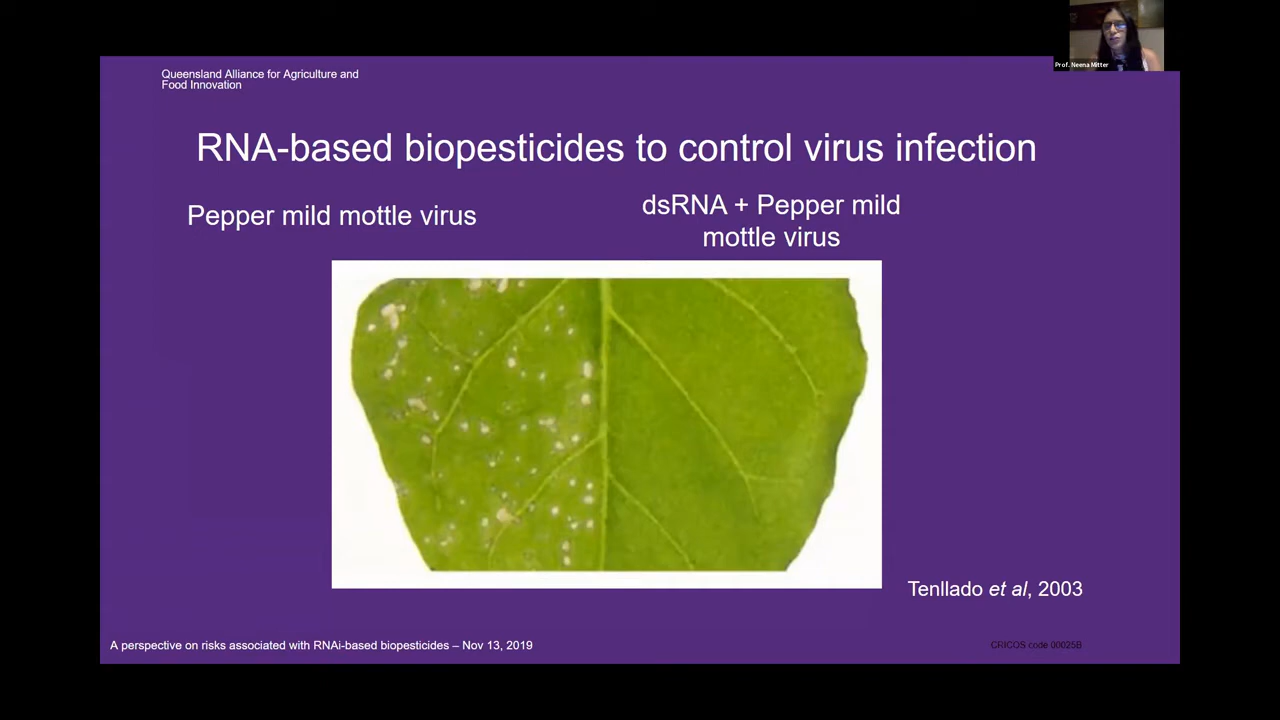 Prof. Neena Mitter
Queensland Alliance for Agriculture and
Food Innovation
RNA-based biopesticides to control virus infection
Pepper mild mottle virus
dsRNA + Pepper mild
mottle virus
Tenllado et al, 2003
A perspective on risks associated with RNAi-based biopesticides – Nov 13, 2019
CRICOS code 00025B